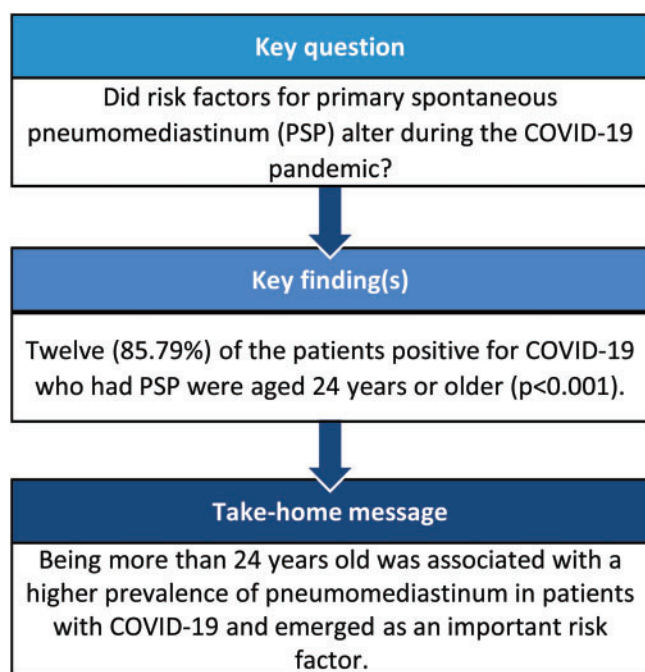 Key question
Did risk factors for primary spontaneous
pneumomediastinum (PSP) alter during the COVID-19
pandemic?
Key finding(s)
Twelve (85.79%) of the patients positive for COVID-19
who had PSP were aged 24 years or older (p<0.001).
Take-home message
Being more than 24 years old was associated with a
higher prevalence of pneumomediastinum in patients
with COVID-19 and emerged as an important risk
factor.